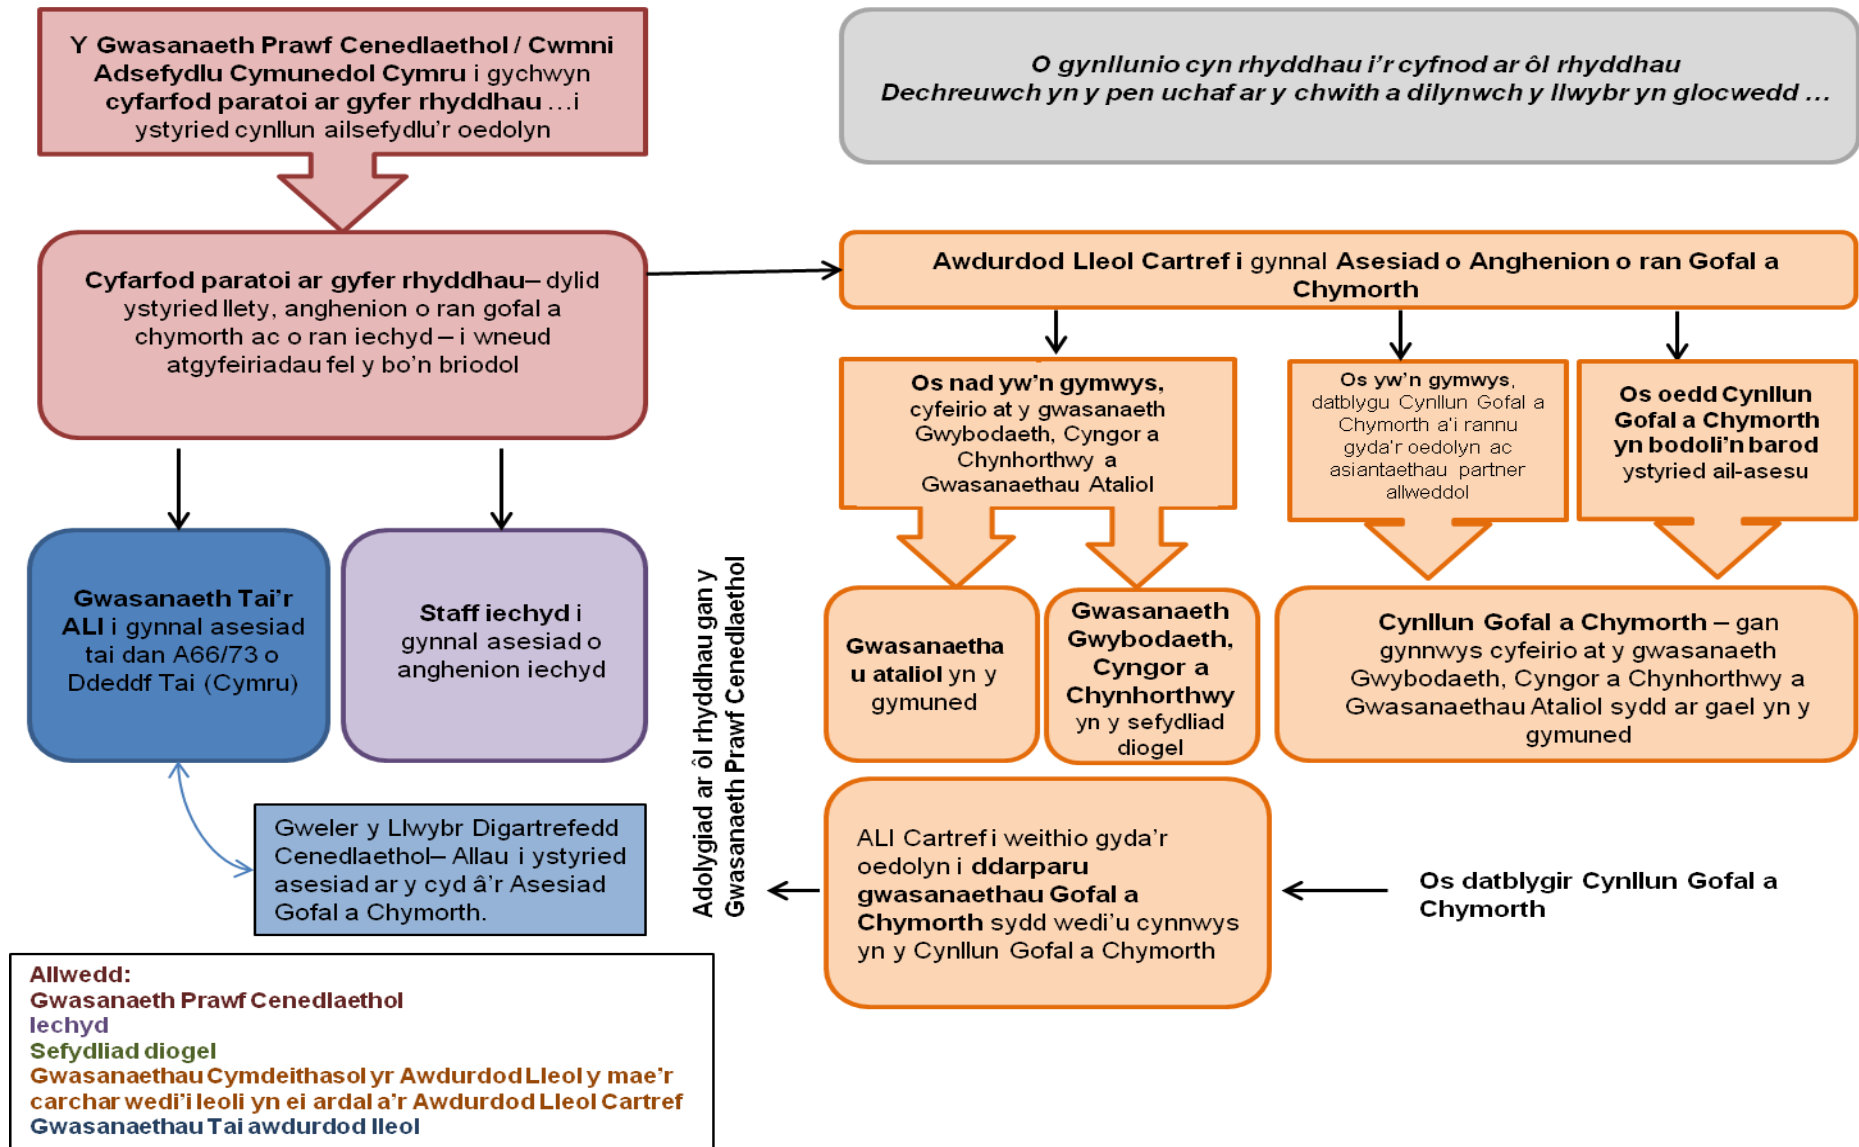 Y Gwasanaeth Prawf Cenedlaethol / Cwmni
Adsefydlu Cymunedol Cymru i gychwyn
cyfarfod paratoi ar gyfer rhyddhau …i
ystyried cynllun ailsefydlu’r oedolyn
O gynllunio cyn rhyddhau i’r cyfnod ar ôl rhyddhau
Dechreuwch yn y pen uchaf ar y chwith a dilynwch y llwybr yn glocwedd …
Cyfarfod paratoi ar gyfer rhyddhau– dylid
ystyried llety, anghenion o ran gofal a
chymorth ac o ran iechyd – i wneud
atgyfeiriadau fel y bo’n briodol
Awdurdod Lleol Cartref i gynnal Asesiad o Anghenion o ran Gofal a
Chymorth
Os nad yw’n gymwys,
cyfeirio at y gwasanaeth
Gwybodaeth, Cyngor a
Chynhorthwy a
Gwasanaethau Ataliol
Os yw’n gymwys,
datblygu Cynllun Gofal a
Chymorth a’i rannu
gyda’r oedolyn ac
asiantaethau partner
allweddol
Os oedd Cynllun
Gofal a Chymorth
yn bodoli’n barod
ystyried ail-asesu
Gwasanaeth Tai’r
ALl i gynnal asesiad
tai dan A66/73 o
Ddeddf Tai (Cymru)
Staff iechyd i
gynnal asesiad o
anghenion iechyd
Adolygiad ar ôl rhyddhau gan y
Gwasanaeth Prawf Cenedlaethol
Gwasanaetha
u ataliol yn y
gymuned
Gwasanaeth
Gwybodaeth,
Cyngor a
Chynhorthwy
yn y sefydliad
diogel
Cynllun Gofal a Chymorth – gan
gynnwys cyfeirio at y gwasanaeth
Gwybodaeth, Cyngor a Chynhorthwy a
Gwasanaethau Ataliol sydd ar gael yn y
gymuned
Gweler y Llwybr Digartrefedd
Cenedlaethol– Allau i ystyried
asesiad ar y cyd â’r Asesiad
Gofal a Chymorth.
ALl Cartref i weithio gyda’r
oedolyn i ddarparu
gwasanaethau Gofal a
Chymorth sydd wedi’u cynnwys
yn y Cynllun Gofal a Chymorth
Os datblygir Cynllun Gofal a
Chymorth
Allwedd:
Gwasanaeth Prawf Cenedlaethol
Iechyd
Sefydliad diogel
Gwasanaethau Cymdeithasol yr Awdurdod Lleol y mae’r
carchar wedi’i leoli yn ei ardal a’r Awdurdod Lleol Cartref
Gwasanaethau Tai awdurdod lleol